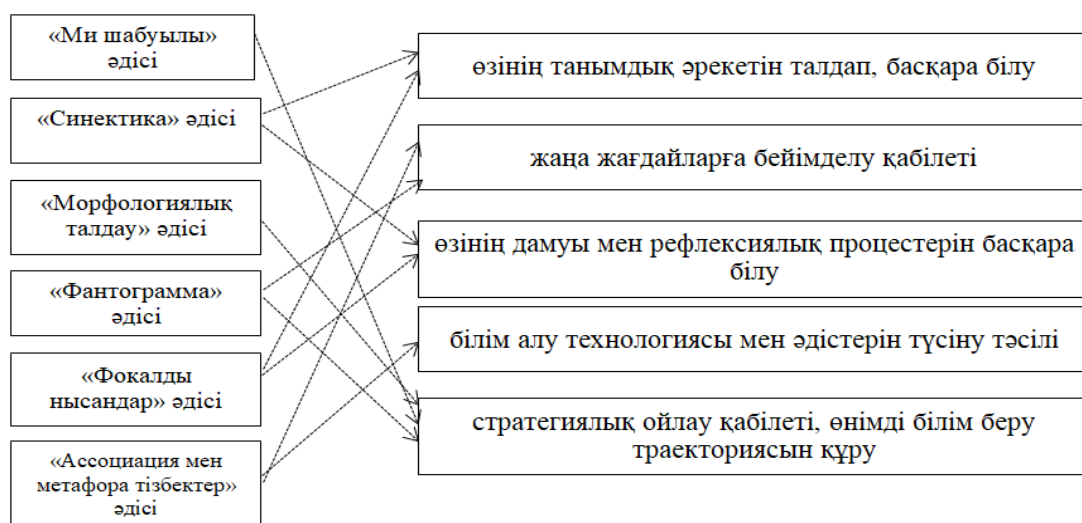 «Ми шабуылы»
әдісі
«Синектика» әдісі
«Морфологиялық
талдау» әдісі
«Фантограмма»
әдісі
«Фокалды
нысандар» әдісі
«Ассоциация мен
метафора тізбектер»
әдісі
өзінің танымдық әрекетін талдап, басқара білу
жаңа жағдайларға бейімделу қабілеті
өзінің дамуы мен рефлексиялық процестерін басқара
білу
білім алу технологиясы мен әдістерін түсіну тәсілі
стратегиялық ойлау қабілеті, өнімді білім беру
траекториясын құру